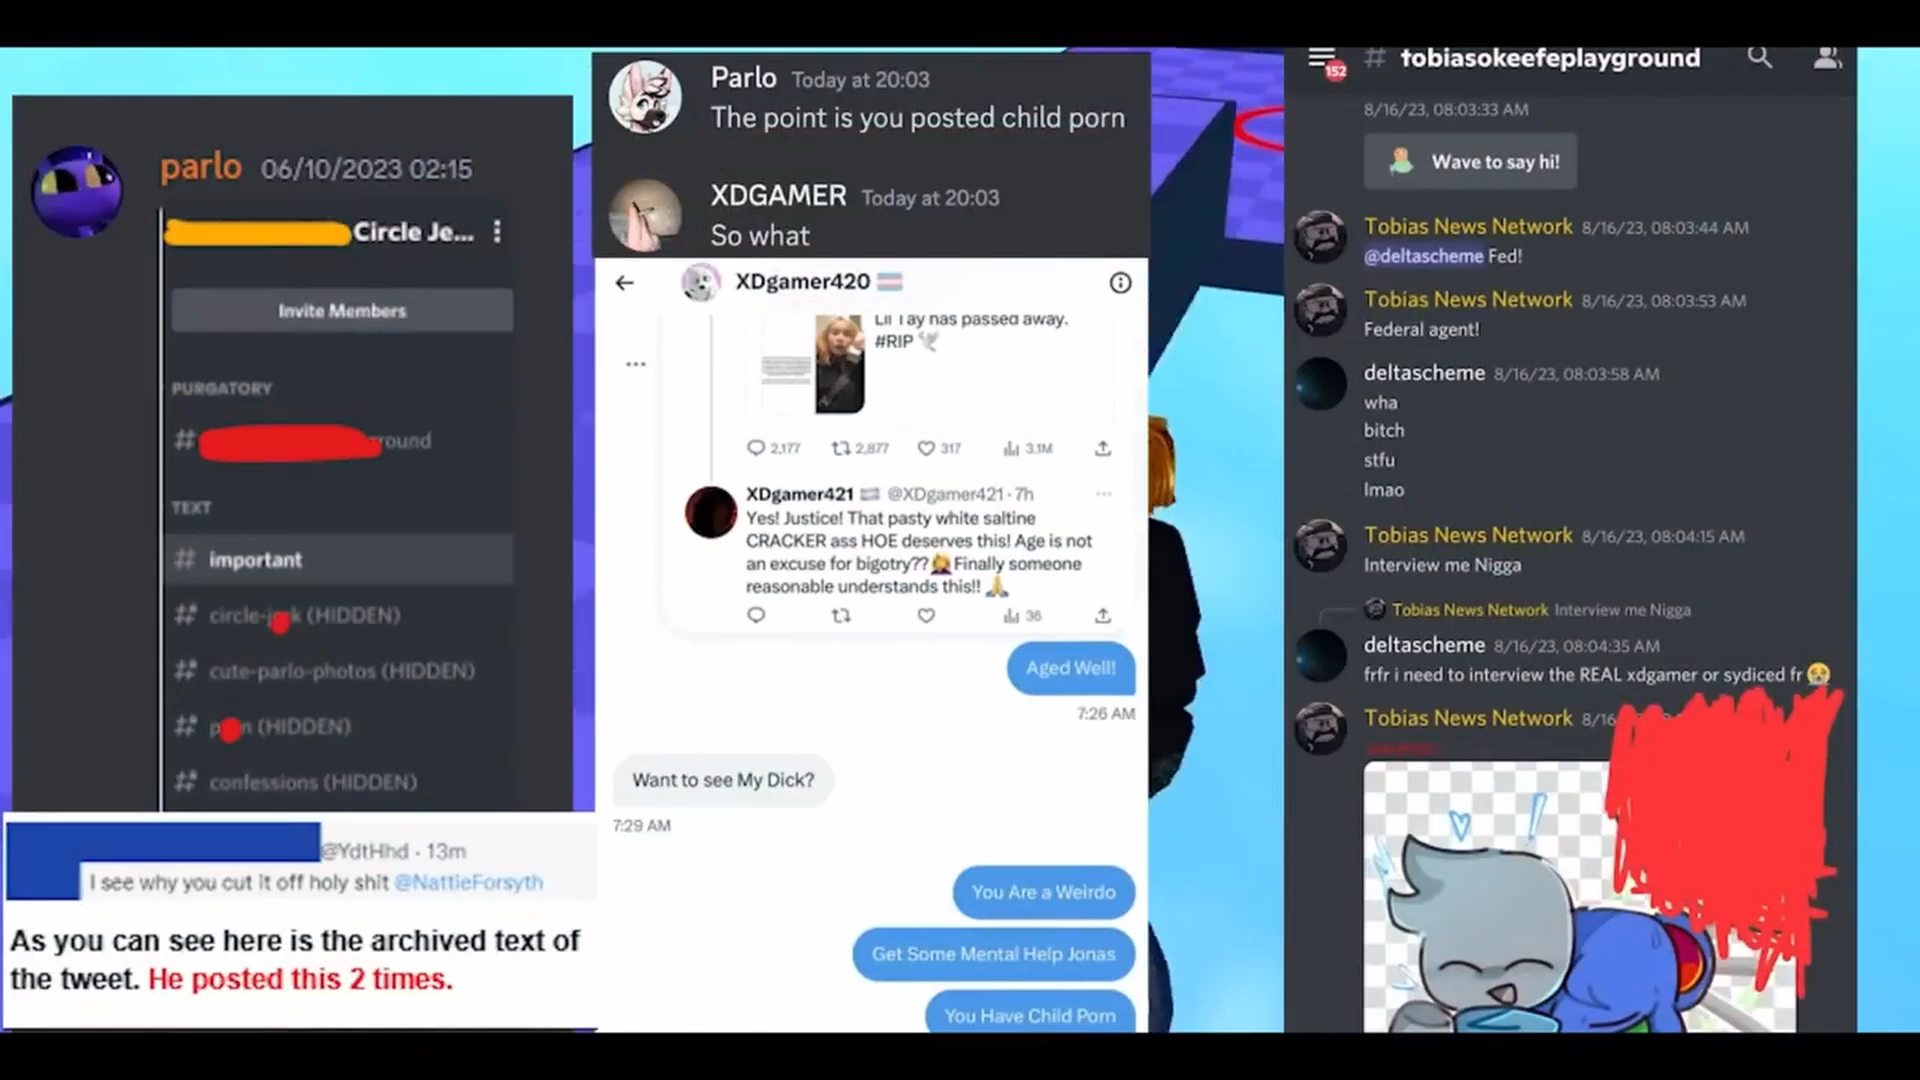 parlo 06/10/2023 02:15
Circle Je...
Invite Members
PURGATORY
# round
TEXT
# important
# circle-j k (HIDDEN)
# cute-parlo-photos (HIDDEN)
# p n (HIDDEN)
# confessions (HIDDEN)
@YdtHhd · 13m
I see why you cut it off holy shit @NattieForsyth
As you can see here is the archived text of
the tweet. He posted this 2 times.
Parlo Today at 20:03
The point is you posted child porn
XDGAMER Today at 20:03
So what
XDgamer420
Lil Tay has passed away.
#RIP
2,177 2,877 317 3.1M
XDgamer421 @XDgamer421 · 7h
Yes! Justice! That pasty white saltine
CRACKER ass HOE deserves this! Age is not
an excuse for bigotry?? Finally someone
reasonable understands this!!
36
Aged Well!
7:26 AM
Want to see My Dick?
7:29 AM
You Are a Weirdo
Get Some Mental Help Jonas
You Have Child Porn
152
# tobiasokeefeplayground
8/16/23, 08:03:33 AM
Wave to say hi!
Tobias News Network 8/16/23, 08:03:44 AM
@deltascheme Fed!
Tobias News Network 8/16/23, 08:03:53 AM
Federal agent!
deltascheme 8/16/23, 08:03:58 AM
wha
bitch
stfu
lmao
Tobias News Network 8/16/23, 08:04:15 AM
Interview me Nigga
Tobias News Network Interview me Nigga
deltascheme 8/16/23, 08:04:35 AM
frfr i need to interview the REAL xdgamer or sydiced fr
Tobias News Network 8/16